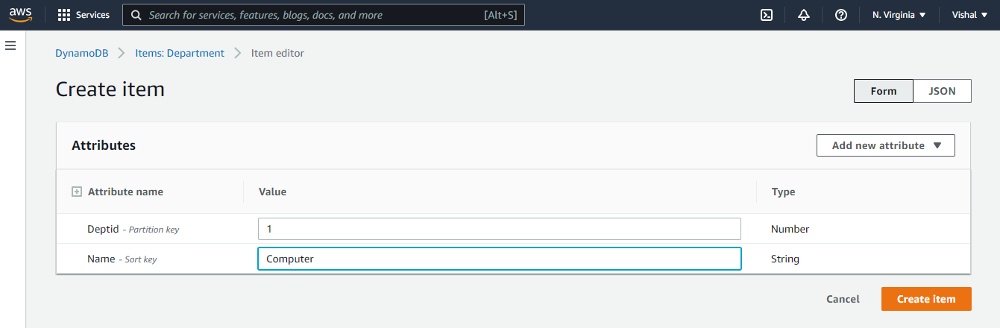 aws Services Search for services, features, blogs, docs, and more [Alt+S] N. Virginia Vishal
DynamoDB Items: Department Item editor
Create item
Form JSON
Attributes
Add new attribute
Attribute name Value Type
Deptid - Partition key 1 Number
Name - Sort key Computer String
Cancel Create item